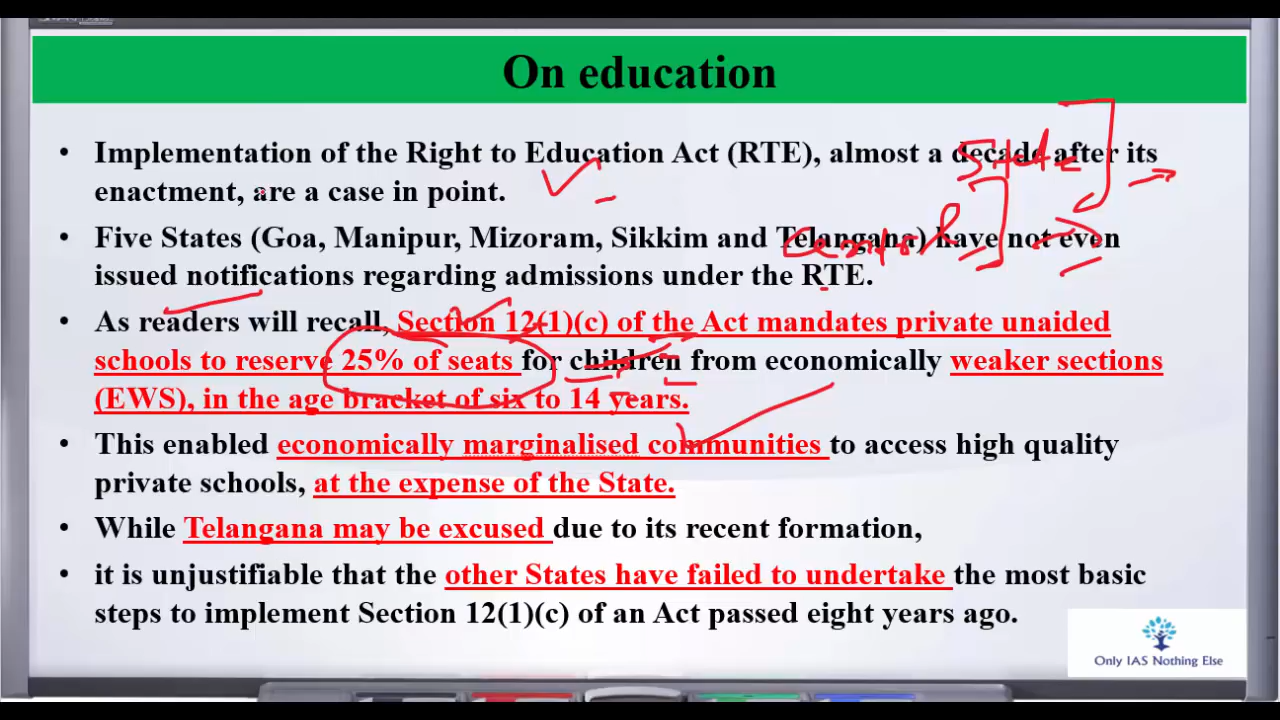 On education
• Implementation of the Right to Education Act (RTE), almost a decade after its
enactment, are a case in point.
• Five States (Goa, Manipur, Mizoram, Sikkim and Telangana) have not even
issued notifications regarding admissions under the RTE.
• As readers will recall, Section 12(1)(c) of the Act mandates private unaided
schools to reserve 25% of seats for children from economically weaker sections
(EWS), in the age bracket of six to 14 years.
• This enabled economically marginalised communities to access high quality
private schools, at the expense of the State.
• While Telangana may be excused due to its recent formation,
• it is unjustifiable that the other States have failed to undertake the most basic
steps to implement Section 12(1)(c) of an Act passed eight years ago.
State
Central
Only IAS Nothing Else